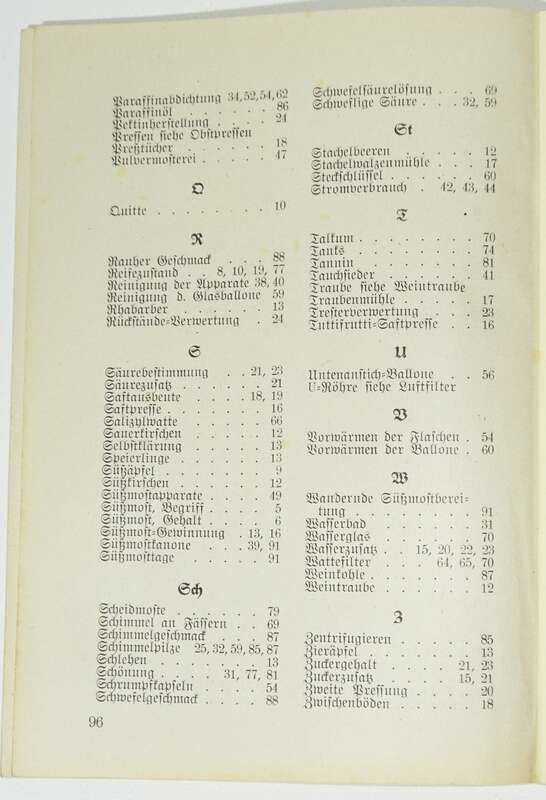 Paraffinabdichtung 34, 52, 54, 62
Paraffinöl . . . . . . . 86
Pektinherstellung . . . . 24
Pressen siehe Obstpressen
Preßtücher . . . . . . . 18
Pulvermosterei . . . . . 47
Q
Quitte . . . . . . . . 10
R
Rauher Geschmack . . . . 88
Reifezustand . . 8, 10, 19, 77
Reinigung der Apparate 38, 40
Reinigung d. Glasballone 59
Rhabarber . . . . . . 13
Rückstände-Verwertung . 24
S
Säurebestimmung . . 21, 23
Säurezusatz . . . . . . 21
Saftausbeute . . . . 18, 19
Saftpresse . . . . . . . 16
Salizylwatte . . . . . 66
Sauerkirschen . . . . . 12
Selbstklärung . . . . . 13
Speierlinge . . . . . . 13
Süßäpfel . . . . . . . 9
Süßkirschen . . . . . . 12
Süßmostapparate . . . . 49
Süßmost, Begriff . . . . 5
Süßmost, Gehalt . . . . 6
Süßmost-Gewinnung . 13, 16
Süßmostkanone . . . 39, 91
Süßmosttage . . . . . 91
Sch
Scheidmoste . . . . . . 79
Schimmel an Fässern . . 69
Schimmelgeschmack . . . 87
Schimmelpilze 25, 32, 59, 85, 87
Schlehen . . . . . . . 13
Schönung . . . . 31, 77, 81
Schrumpfkapseln . . . . 54
Schwefelgeschmack . . . . 88
96
Schwefelsäurelösung . . . 69
Schweflige Säure . . . 32, 59
St
Stachelbeeren . . . . . 12
Stachelwalzenmühle . . . 17
Steckschlüssel . . . . . 60
Stromverbrauch . 42, 43, 44
T
Talkum . . . . . . . . 70
Tanks . . . . . . . . 74
Tannin . . . . . . . 81
Tauchsieder . . . . . . 41
Traube siehe Weintraube
Traubenmühle . . . . . 17
Tresterverwertung . . . 23
Tuttifrutti-Saftpresse . . 16
U
Untenanstich-Ballone . . 56
U-Röhre siehe Luftfilter
V
Vorwärmen der Flaschen . 54
Vorwärmen der Ballone . 60
W
Wandernde Süßmostberei-
tung . . . . . . . . 91
Wasserbad . . . . . . 31
Wasserglas . . . . . . 70
Wasserzusatz . . 15, 20, 22, 23
Wattefilter . . . 64, 65, 70
Weinkohle . . . . . . . 87
Weintraube . . . . . . 12
Z
Zentrifugieren . . . . . 85
Zieräpfel . . . . . . . 13
Zuckergehalt . . . . 21, 23
Zuckerzusatz . . . . 15, 21
Zweite Pressung . . . . 20
Zwischenböden . . . . . 18